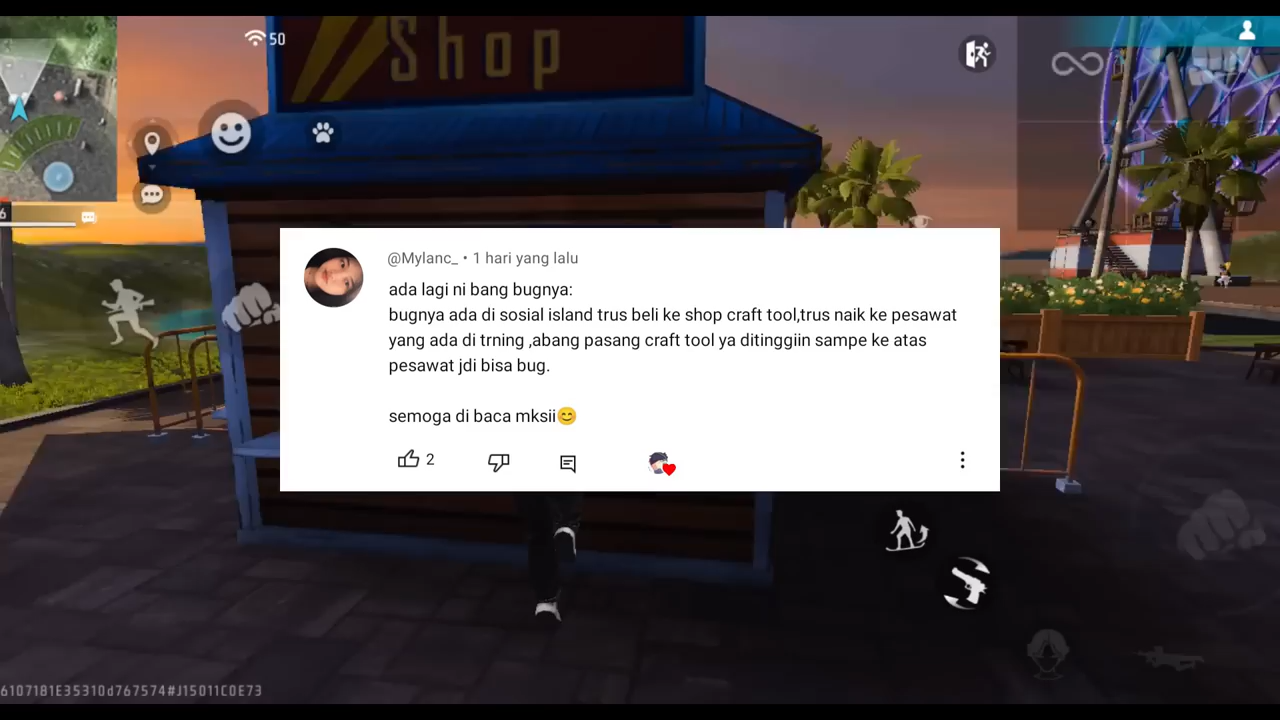 Shop
50
6
@Mylanc_ • 1 hari yang lalu
ada lagi ni bang bugnya:
bugnya ada di sosial island trus beli ke shop craft tool,trus naik ke pesawat
yang ada di trning ,abang pasang craft tool ya ditinggiin sampe ke atas
pesawat jdi bisa bug.
semoga di baca mksii😊
2
6107181E35310d767574#J15011C0E73